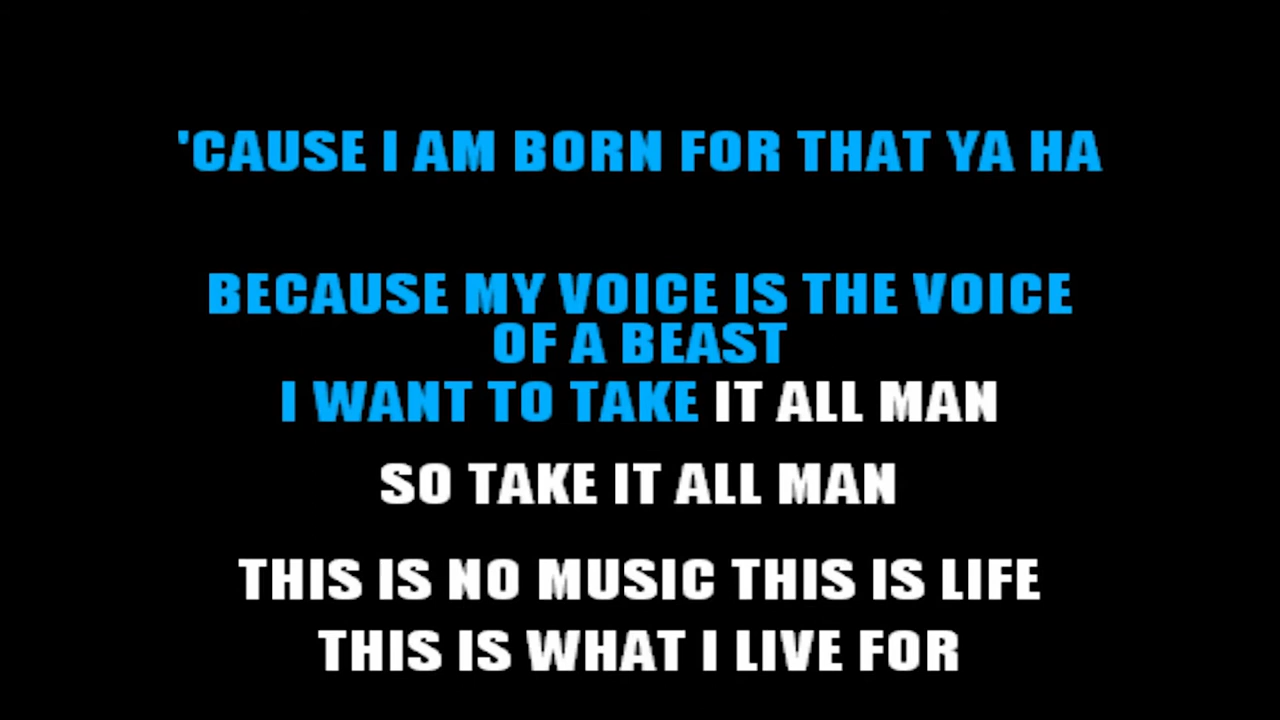 'CAUSE I AM BORN FOR THAT YA HA
BECAUSE MY VOICE IS THE VOICE
OF A BEAST
I WANT TO TAKE IT ALL MAN
SO TAKE IT ALL MAN
THIS IS NO MUSIC THIS IS LIFE
THIS IS WHAT I LIVE FOR